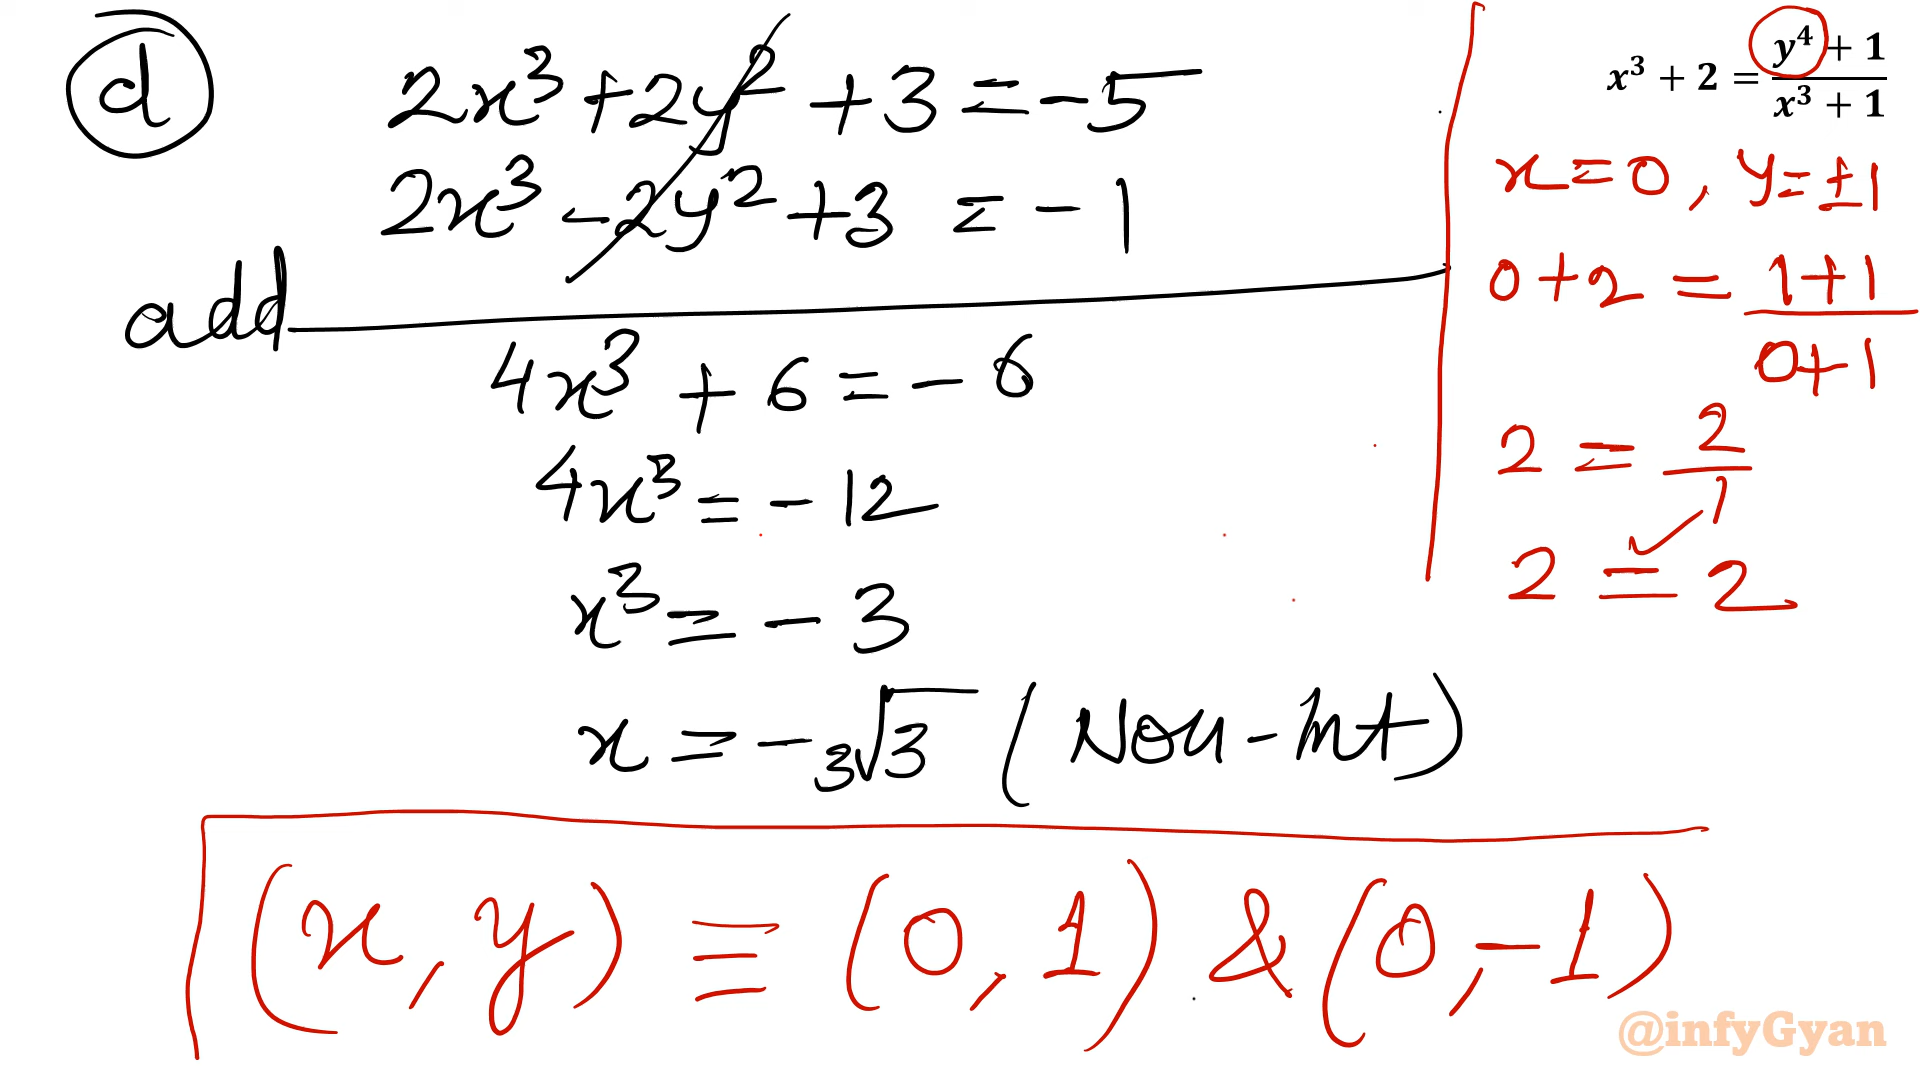 d
2x³ + 2y² + 3 = -5
2x³ - 2y² + 3 = -1
add
4x³ + 6 = -6
4x³ = -12
x³ = -3
x = -3√3 (Non-Int)
x³ + 2 = (y⁴ + 1)/(x³ + 1)
x = 0, y = ±1
0 + 2 = (1 + 1)/(0 + 1)
2 = 2/1
2 = 2
(x, y) ≡ (0, 1) & (0, -1)
@infyGyan